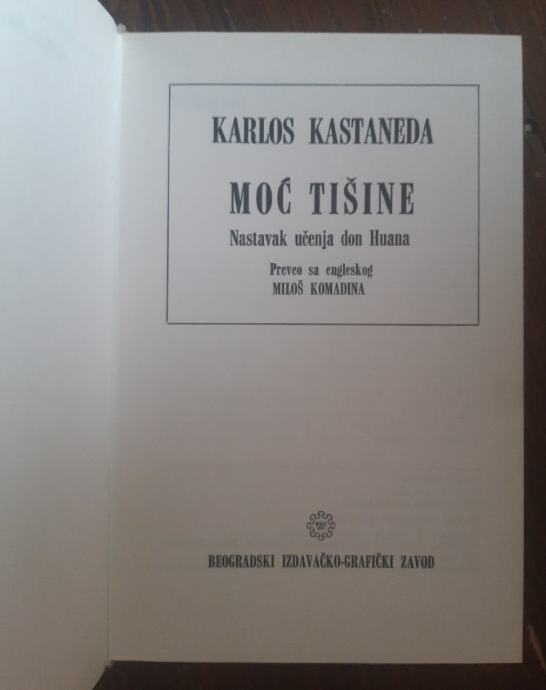 KARLOS KASTANEDA
MOĆ TIŠINE
Nastavak učenja don Huana
Preveo sa engleskog
MILOŠ KOMADINA
BEOGRADSKI IZDAVAČKO-GRAFIČKI ZAVOD